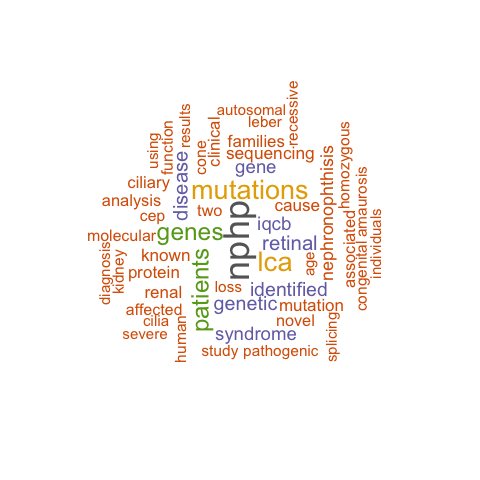 autosomal
leber
recessive
results
using
function
cone
clinical
families
sequencing
homozygous
gene
disease
ciliary
mutations
nephronophthisis
analysis
cep
two
cause
associated
congenital amaurosis
individuals
nphp
iqcb
molecular
genes
retinal
diagnosis
kidney
protein
patients
lca
age
renal
loss
identified
affected
genetic
mutation
cilia
novel
severe
human
syndrome
splicing
study pathogenic